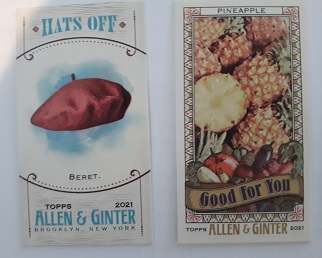 HATS OFF
BERET.
TOPPS 2021
ALLEN & GINTER
BROOKLYN, NEW YORK
PINEAPPLE
Good For You
TOPPS ALLEN & GINTER 2021